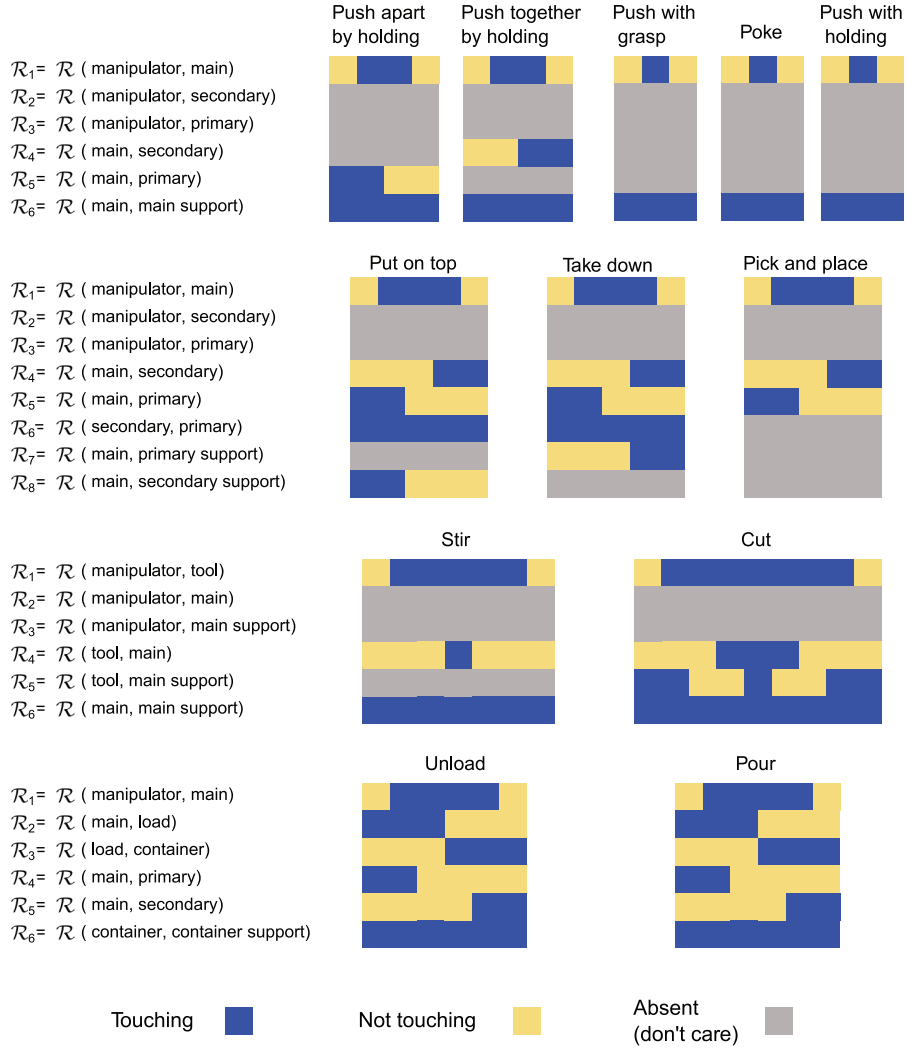 Push apart by holding
Push together by holding
Push with grasp
Poke
Push with holding
R1= R ( manipulator, main)
R2= R ( manipulator, secondary)
R3= R ( manipulator, primary)
R4= R ( main, secondary)
R5= R ( main, primary)
R6= R ( main, main support)
Put on top
Take down
Pick and place
R1= R ( manipulator, main)
R2= R ( manipulator, secondary)
R3= R ( manipulator, primary)
R4= R ( main, secondary)
R5= R ( main, primary)
R6= R ( secondary, primary)
R7= R ( main, primary support)
R8= R ( main, secondary support)
Stir
Cut
R1= R ( manipulator, tool)
R2= R ( manipulator, main)
R3= R ( manipulator, main support)
R4= R ( tool, main)
R5= R ( tool, main support)
R6= R ( main, main support)
Unload
Pour
R1= R ( manipulator, main)
R2= R ( main, load)
R3= R ( load, container)
R4= R ( main, primary)
R5= R ( main, secondary)
R6= R ( container, container support)
Touching
Not touching
Absent
(don't care)